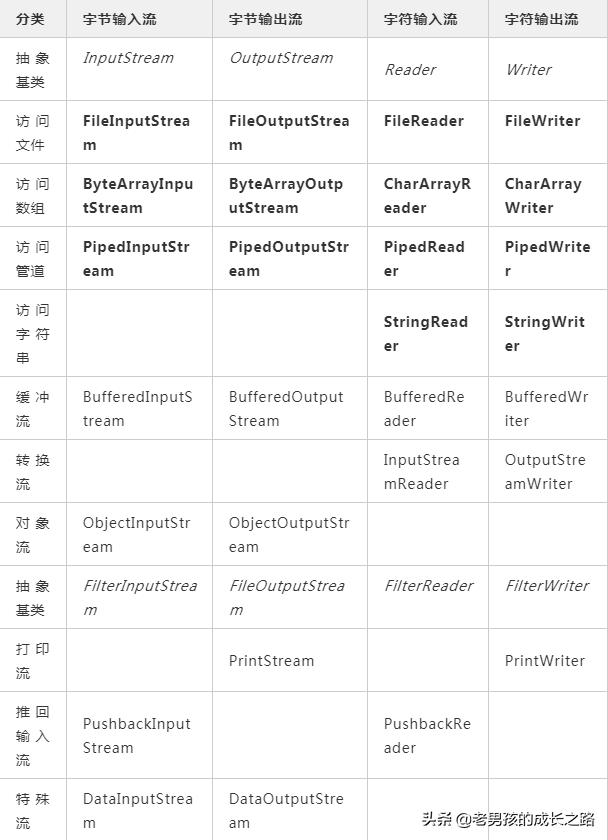 分类 字节输入流 字节输出流 字符输入流 字符输出流
抽象基类 InputStream OutputStream Reader Writer
访问文件 FileInputStream FileOutputStream FileReader FileWriter
访问数组 ByteArrayInputStream ByteArrayOutputStream CharArrayReader CharArrayWriter
访问管道 PipedInputStream PipedOutputStream PipedReader PipedWriter
访问字符串 StringReader StringWriter
缓冲流 BufferedInputStream BufferedOutputStream BufferedReader BufferedWriter
转换流 InputStreamReader OutputStreamWriter
对象流 ObjectInputStream ObjectOutputStream
抽象基类 FilterInputStream FileOutputStream FilterReader FilterWriter
打印流 PrintStream PrintWriter
推回输入流 PushbackInputStream PushbackReader
特殊流 DataInputStream DataOutputStream
头条 @老男孩的成长之路